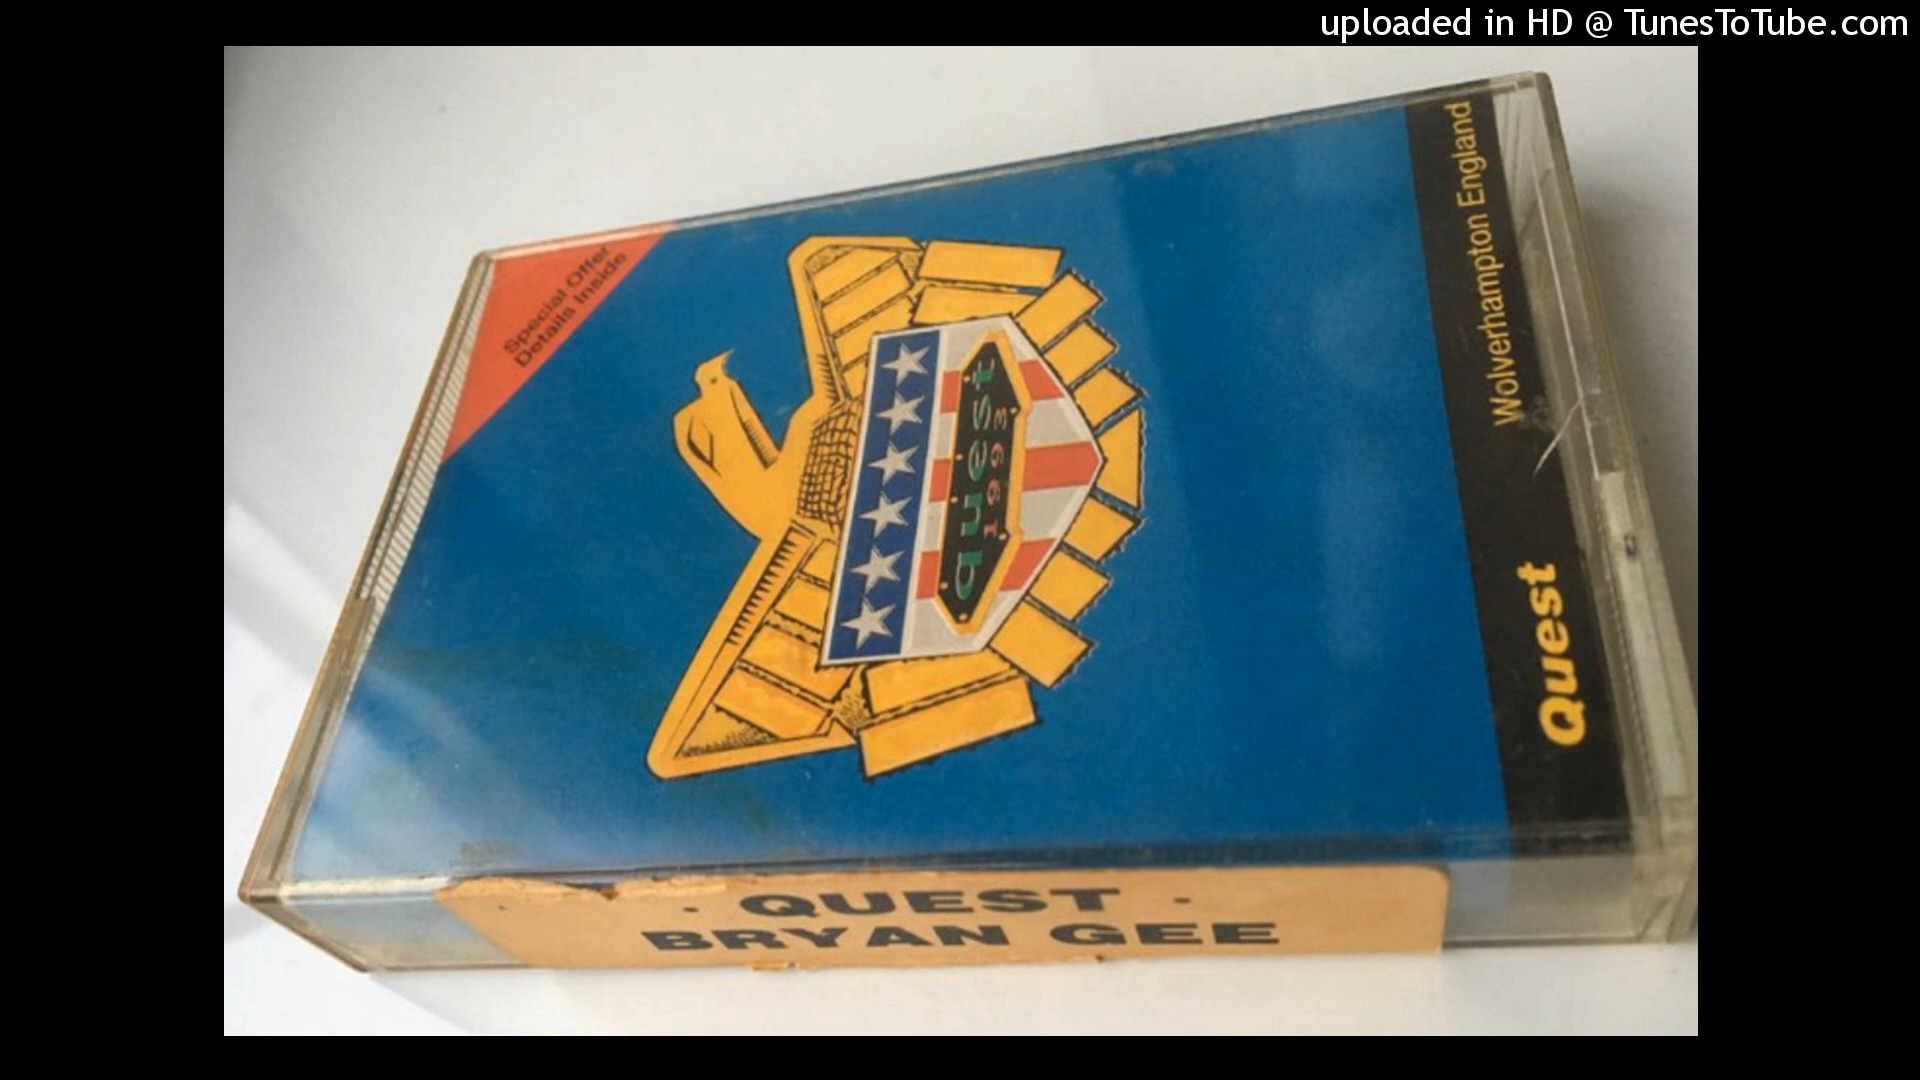 uploaded in HD @ TunesToTube.com
Special Offer
Details Inside
quest
1993
Wolverhampton England
Quest
· QUEST ·
BRYAN GEE